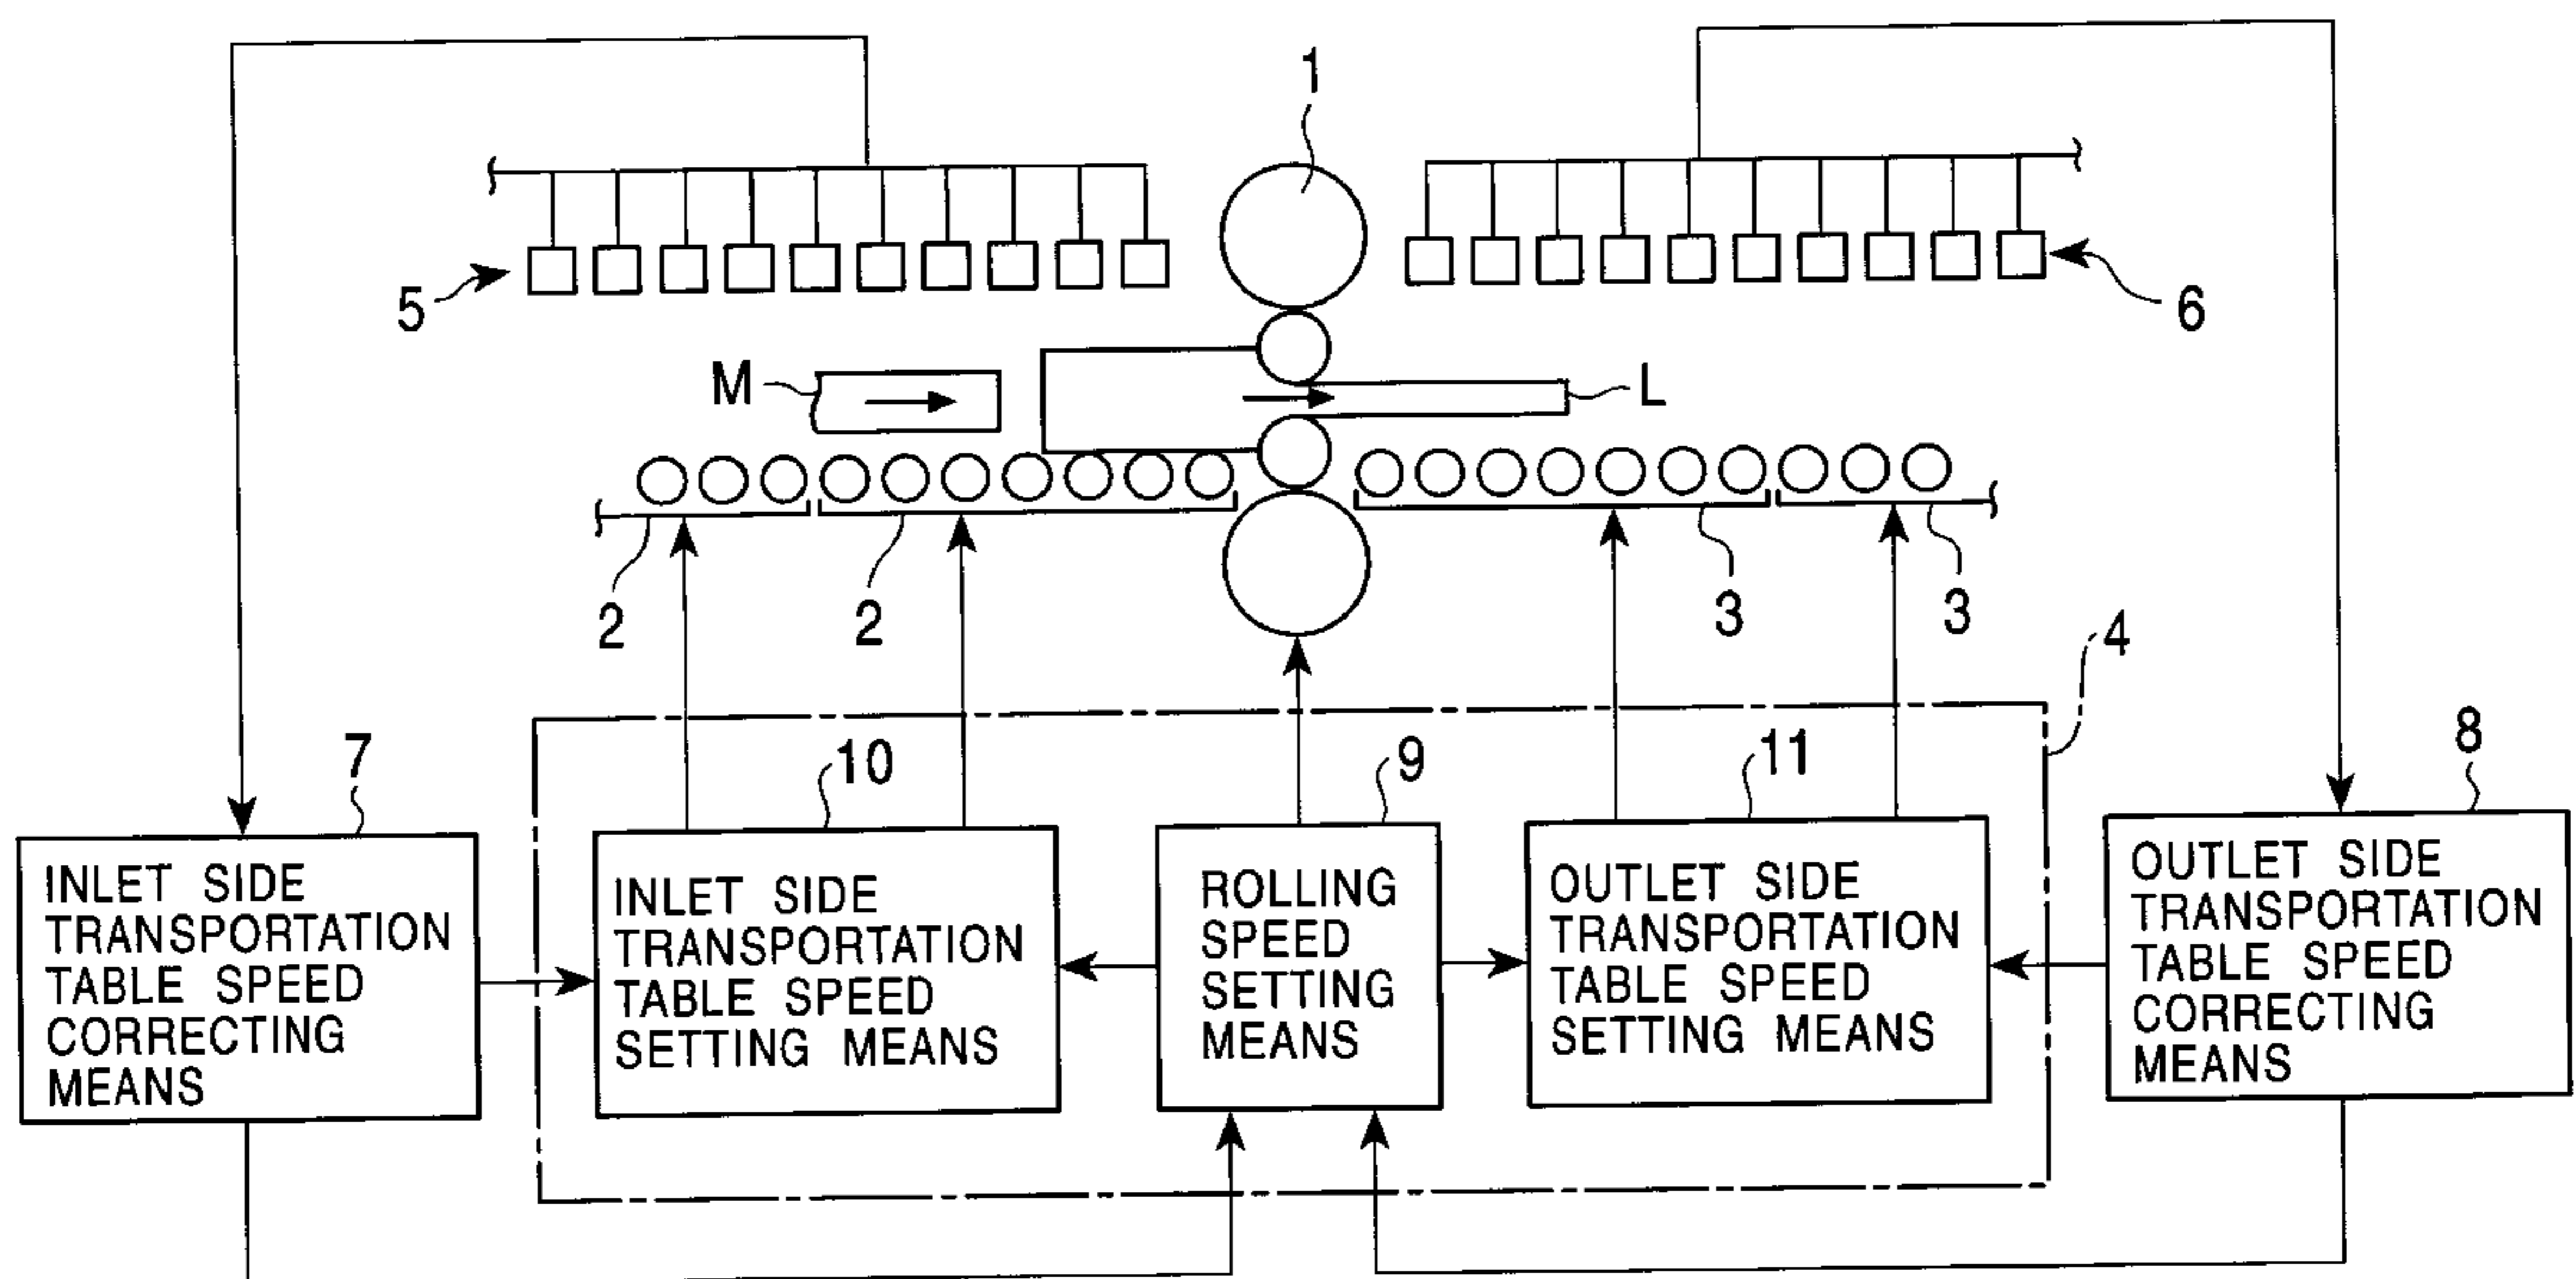 1
5
6
M
L
2
2
3
3
4
7
10
9
11
8
INLET SIDE
TRANSPORTATION
TABLE SPEED
CORRECTING
MEANS
INLET SIDE
TRANSPORTATION
TABLE SPEED
SETTING MEANS
ROLLING
SPEED
SETTING
MEANS
OUTLET SIDE
TRANSPORTATION
TABLE SPEED
SETTING MEANS
OUTLET SIDE
TRANSPORTATION
TABLE SPEED
CORRECTING
MEANS